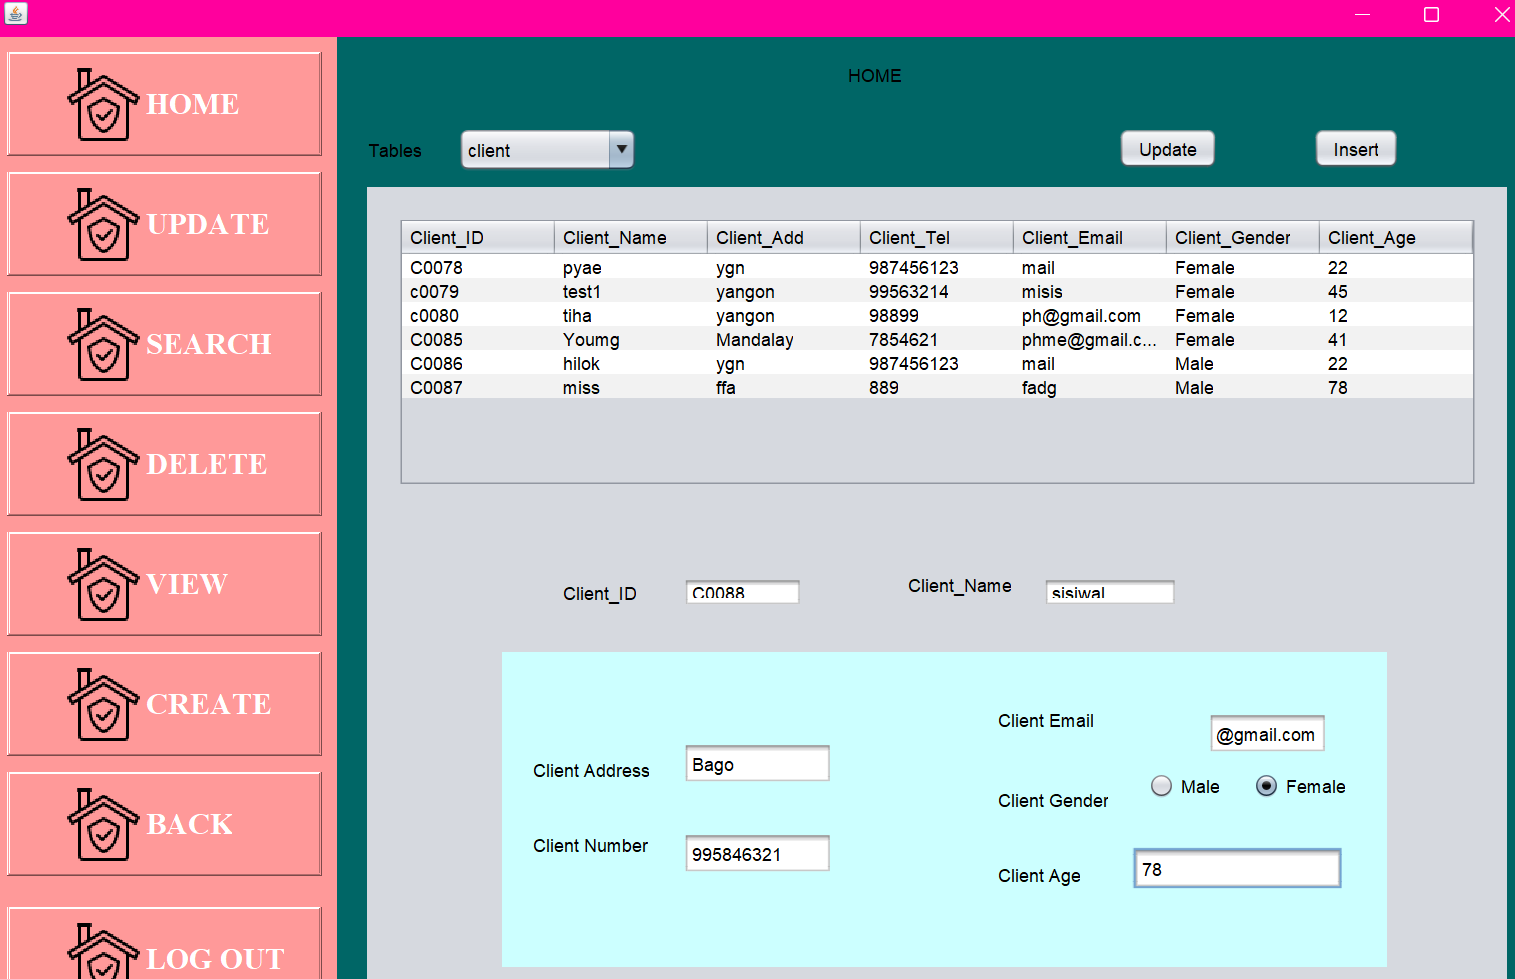 HOME
UPDATE
SEARCH
DELETE
VIEW
CREATE
BACK
LOG OUT
HOME
Tables client Update Insert
Client_ID Client_Name Client_Add Client_Tel Client_Email Client_Gender Client_Age
C0078 pyae ygn 987456123 mail Female 22
c0079 test1 yangon 99563214 misis Female 45
c0080 tiha yangon 98899 ph@gmail.com Female 12
C0085 Youmg Mandalay 7854621 phme@gmail.c... Female 41
C0086 hilok ygn 987456123 mail Male 22
C0087 miss ffa 889 fadg Male 78
Client_ID C0088 Client_Name sisiwal
Client Email @gmail.com
Client Address Bago
Client Gender Male Female
Client Number 995846321
Client Age 78